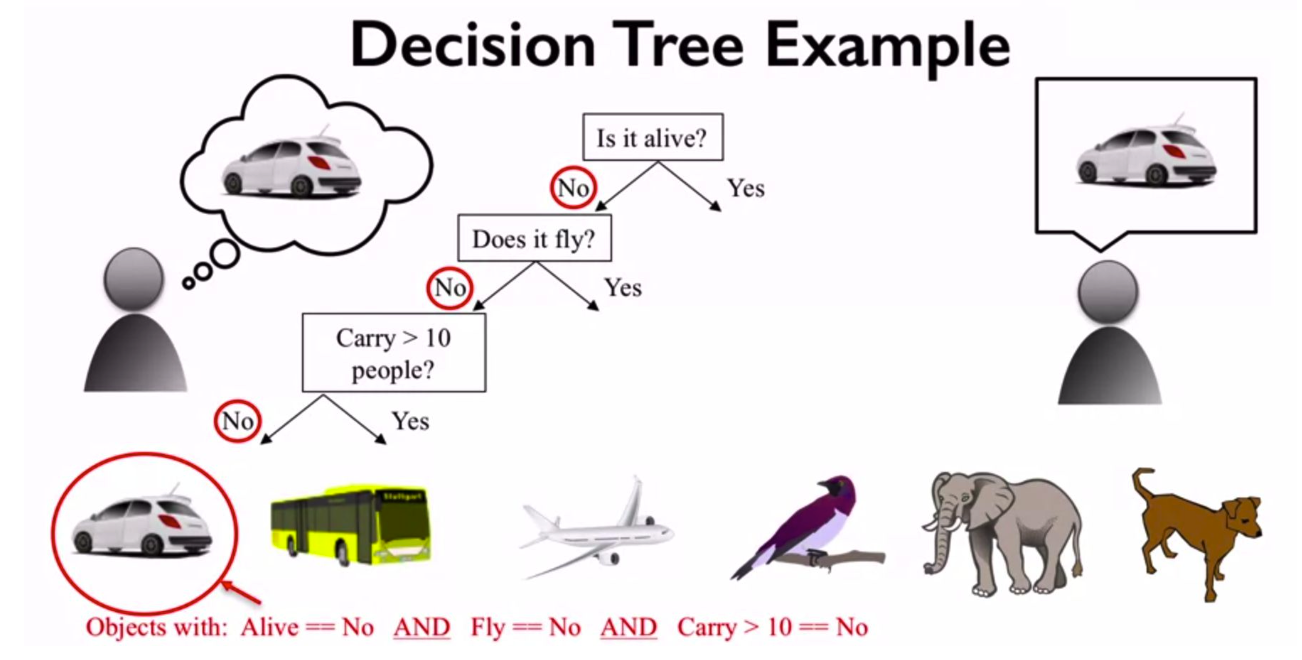 Decision Tree Example
Is it alive?
No
Yes
Does it fly?
No
Yes
Carry > 10
people?
No
Yes
Stuttgart
Objects with: Alive == No AND Fly == No AND Carry > 10 == No